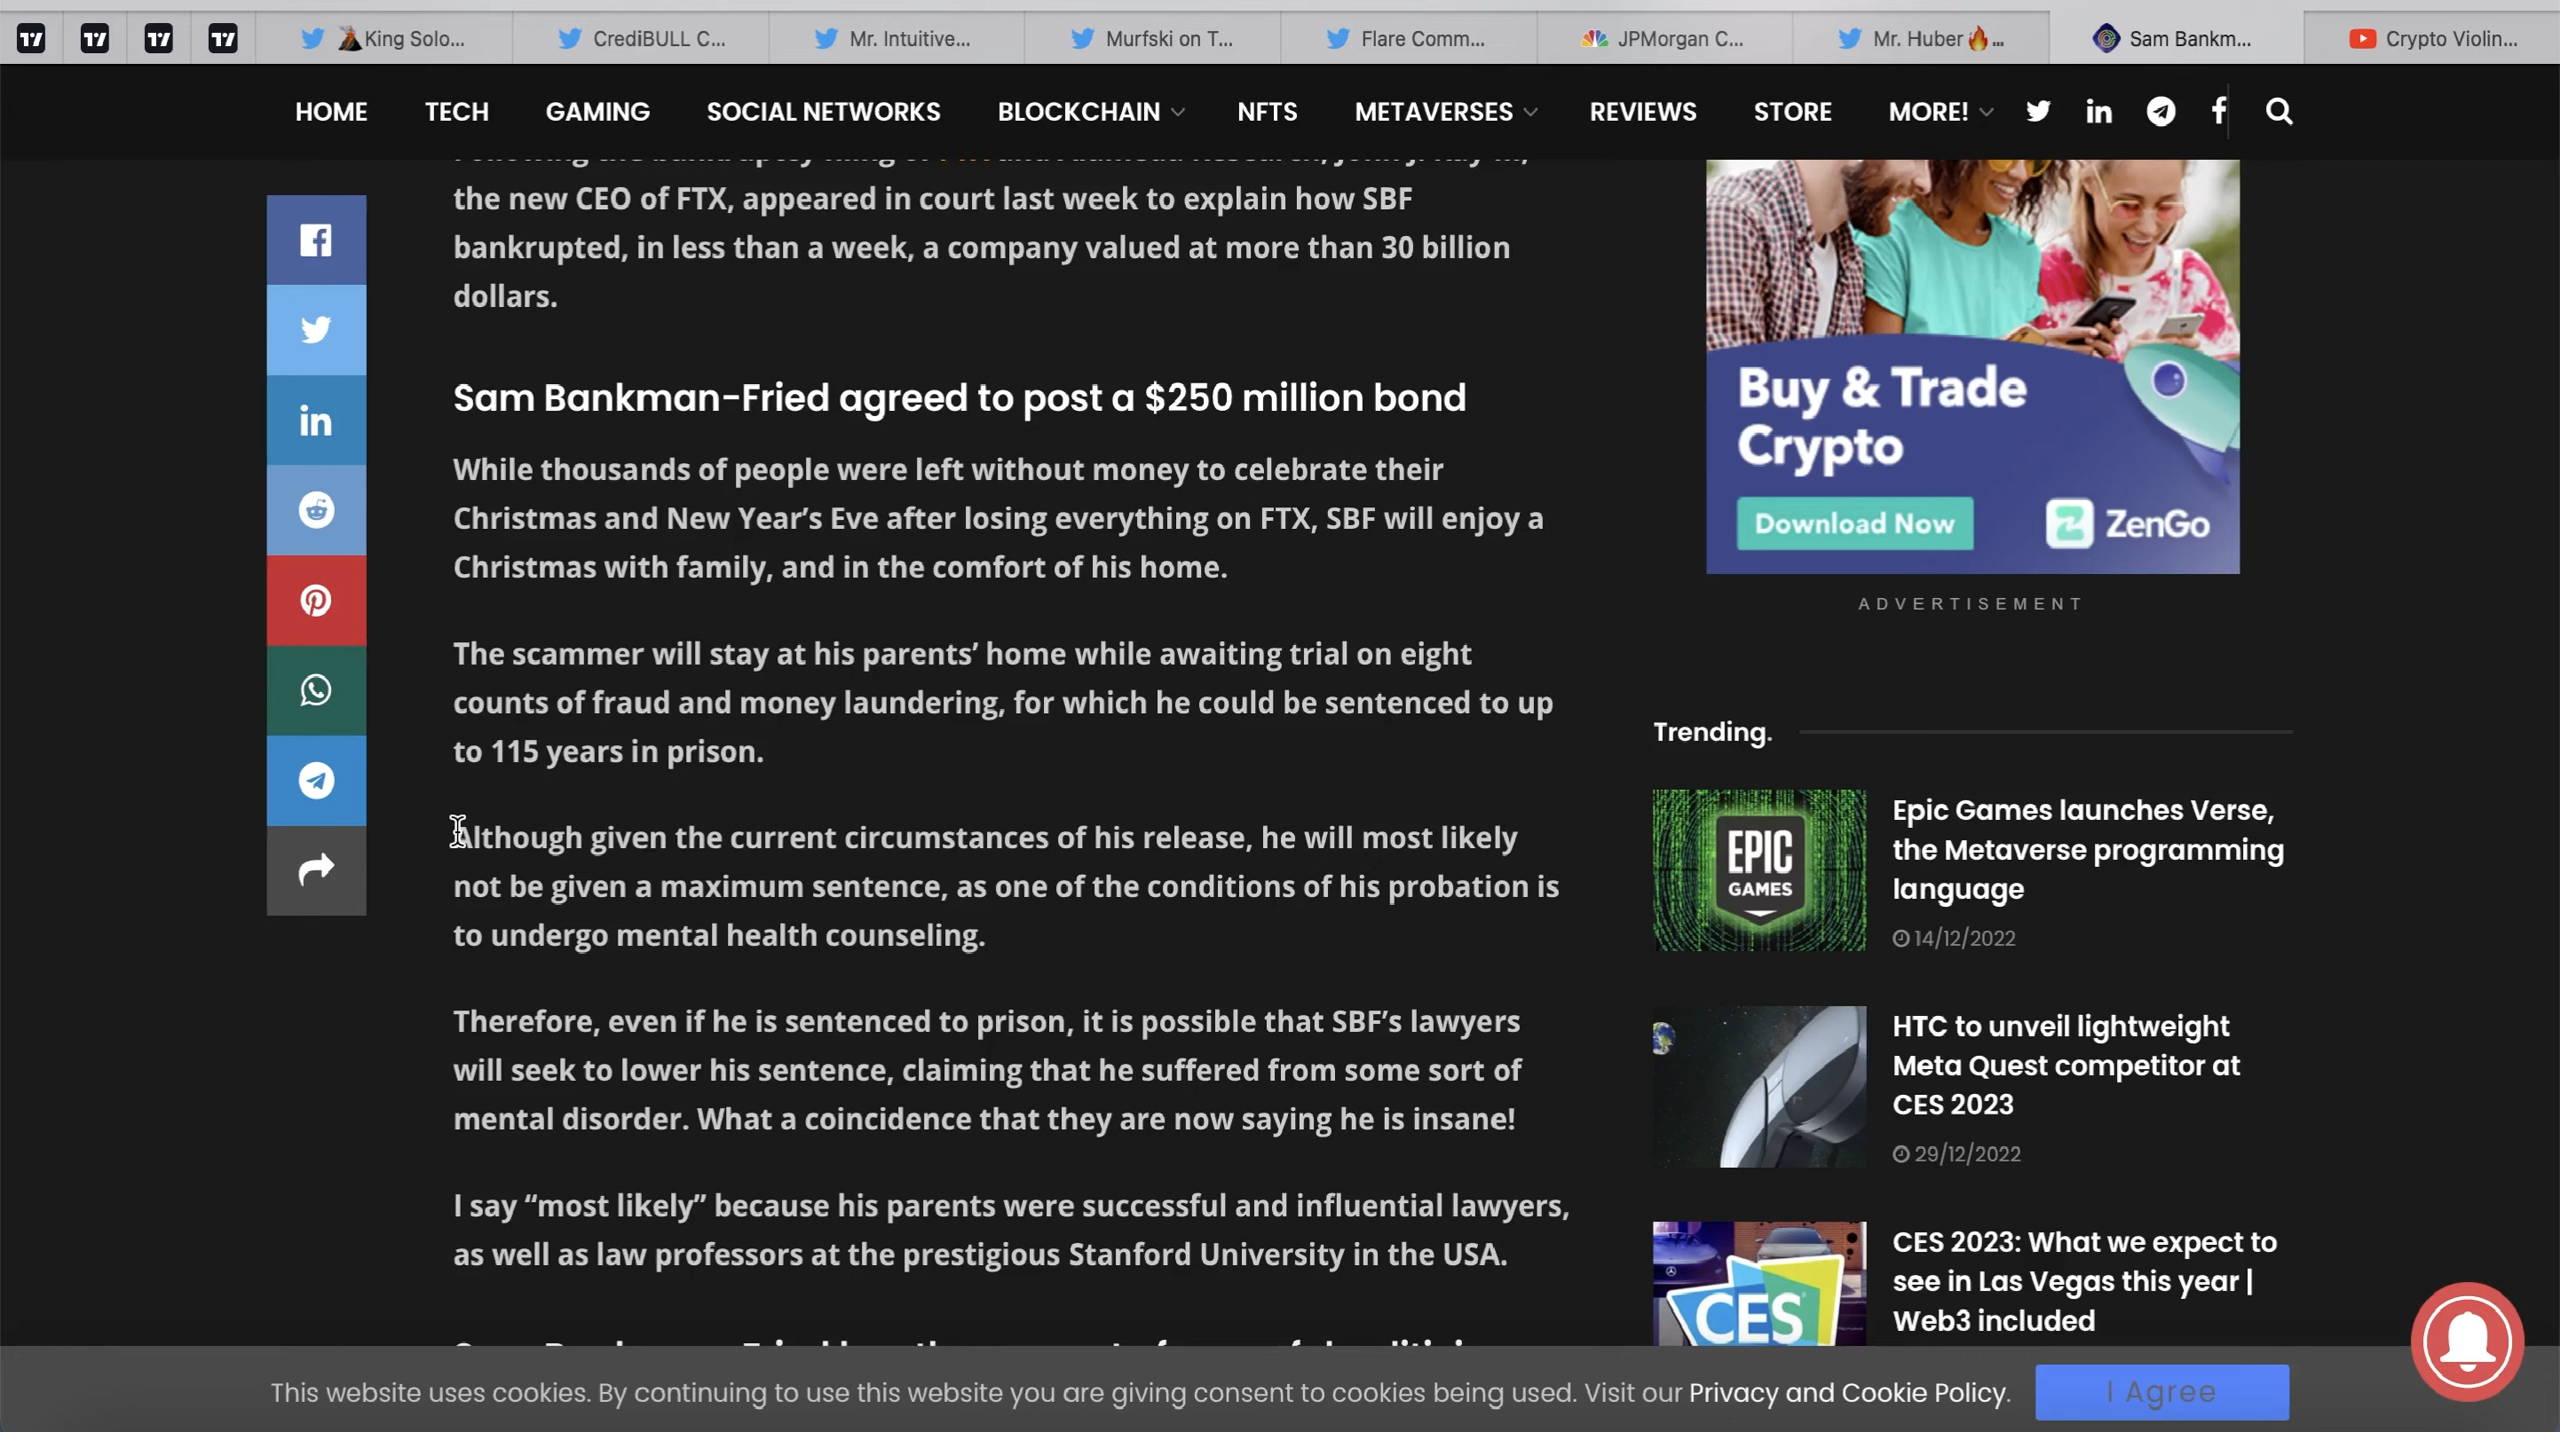 King Solo...
CrediBULL C...
Mr. Intuitive...
Murfski on T...
Flare Comm...
JPMorgan C...
Mr. Huber🔥...
Sam Bankm...
Crypto Violin...
HOME
TECH
GAMING
SOCIAL NETWORKS
BLOCKCHAIN
NFTS
METAVERSES
REVIEWS
STORE
MORE!
the new CEO of FTX, appeared in court last week to explain how SBF
bankrupted, in less than a week, a company valued at more than 30 billion
dollars.
Sam Bankman-Fried agreed to post a $250 million bond
While thousands of people were left without money to celebrate their
Christmas and New Year’s Eve after losing everything on FTX, SBF will enjoy a
Christmas with family, and in the comfort of his home.
The scammer will stay at his parents’ home while awaiting trial on eight
counts of fraud and money laundering, for which he could be sentenced to up
to 115 years in prison.
Although given the current circumstances of his release, he will most likely
not be given a maximum sentence, as one of the conditions of his probation is
to undergo mental health counseling.
Therefore, even if he is sentenced to prison, it is possible that SBF’s lawyers
will seek to lower his sentence, claiming that he suffered from some sort of
mental disorder. What a coincidence that they are now saying he is insane!
I say “most likely” because his parents were successful and influential lawyers,
as well as law professors at the prestigious Stanford University in the USA.
Buy & Trade
Crypto
Download Now
ZenGo
ADVERTISEMENT
Trending.
EPIC
GAMES
Epic Games launches Verse,
the Metaverse programming
language
14/12/2022
HTC to unveil lightweight
Meta Quest competitor at
CES 2023
29/12/2022
CES
CES 2023: What we expect to
see in Las Vegas this year |
Web3 included
This website uses cookies. By continuing to use this website you are giving consent to cookies being used. Visit our Privacy and Cookie Policy.
I Agree